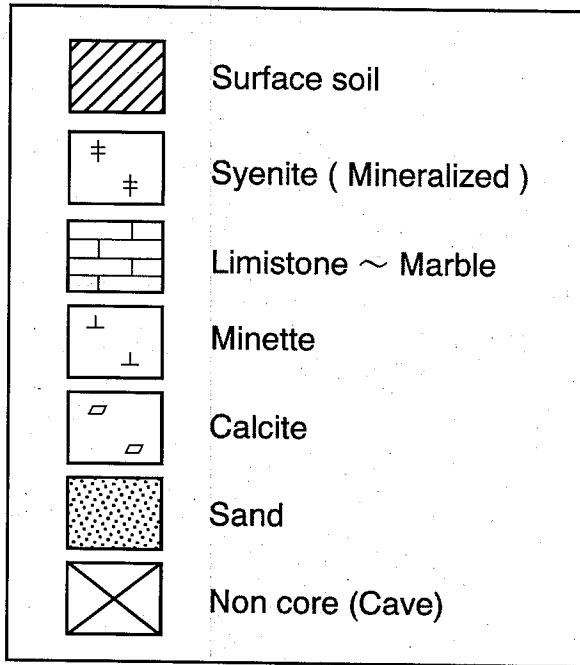 Surface soil
Syenite ( Mineralized )
Limistone ~ Marble
Minette
Calcite
Sand
Non core (Cave)